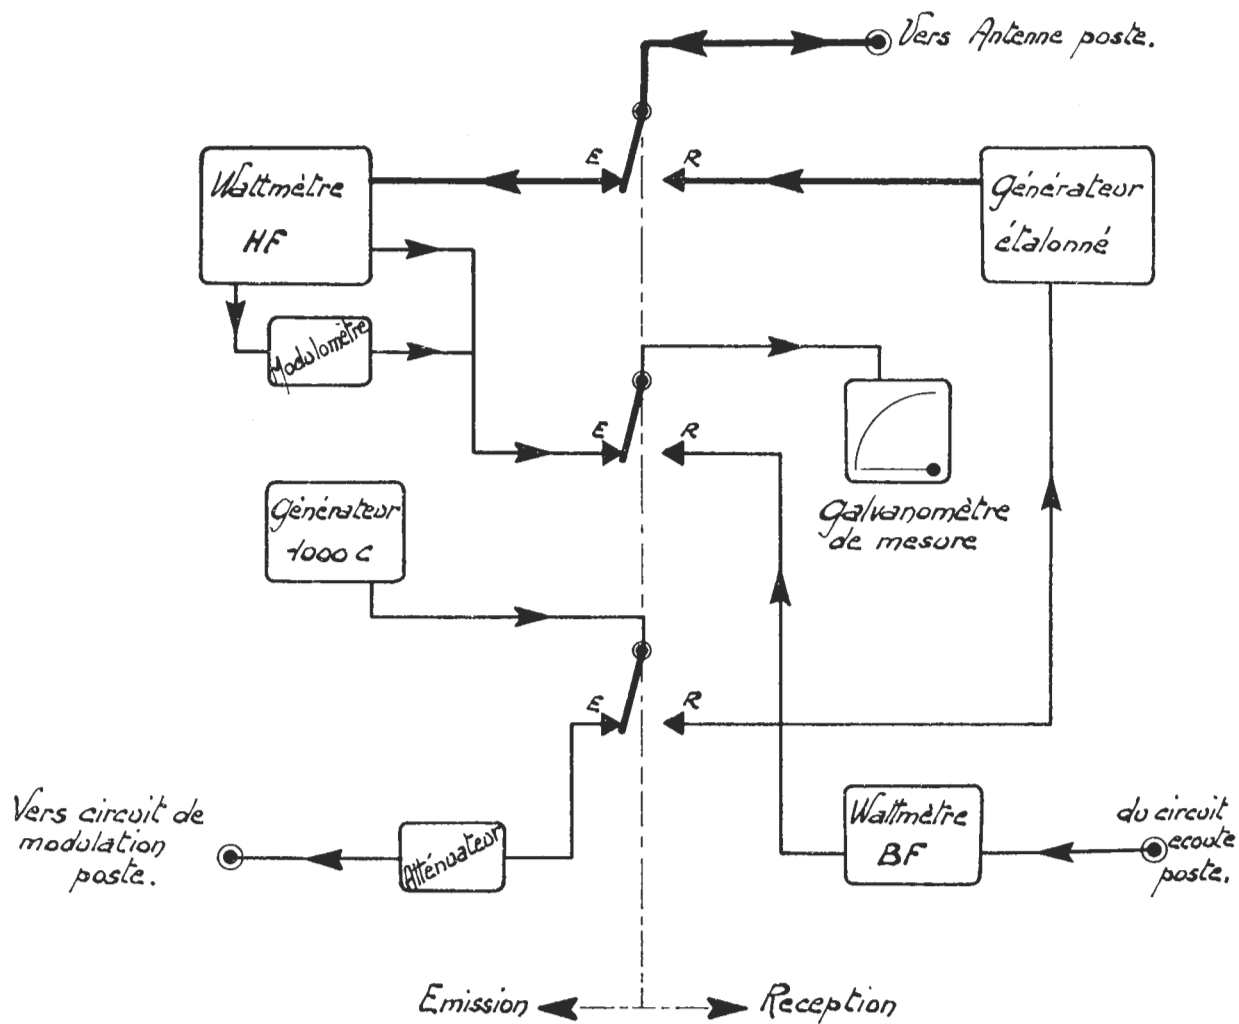 Vers Antenne poste.
E
R
Wattmètre
HF
Générateur
étalonné
Modulomètre
E
R
Générateur
1000 C
Galvanomètre
de mesure
E
R
Vers circuit de
modulation
poste.
Atténuateur
Wattmètre
BF
du circuit
ecoute
poste.
Emission
Reception